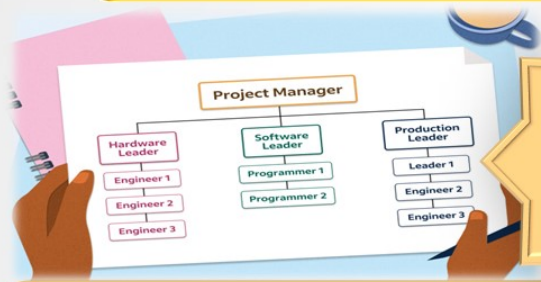 Project Manager
Hardware
Leader
Engineer 1
Engineer 2
Engineer 3
Software
Leader
Programmer 1
Programmer 2
Production
Leader
Leader 1
Engineer 2
Engineer 3